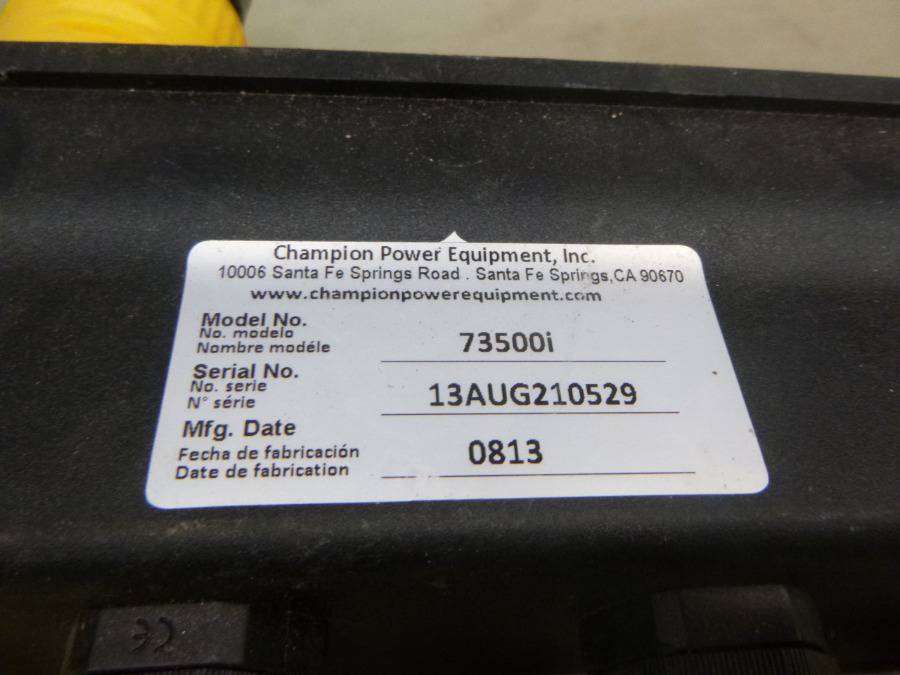 Champion Power Equipment, Inc.
10006 Santa Fe Springs Road . Santa Fe Springs,CA 90670
www.championpowerequipment.com
Model No.
No. modelo
Nombre modéle
73500i
Serial No.
No. serie
N° série
13AUG210529
Mfg. Date
Fecha de fabricación
Date de fabrication
0813